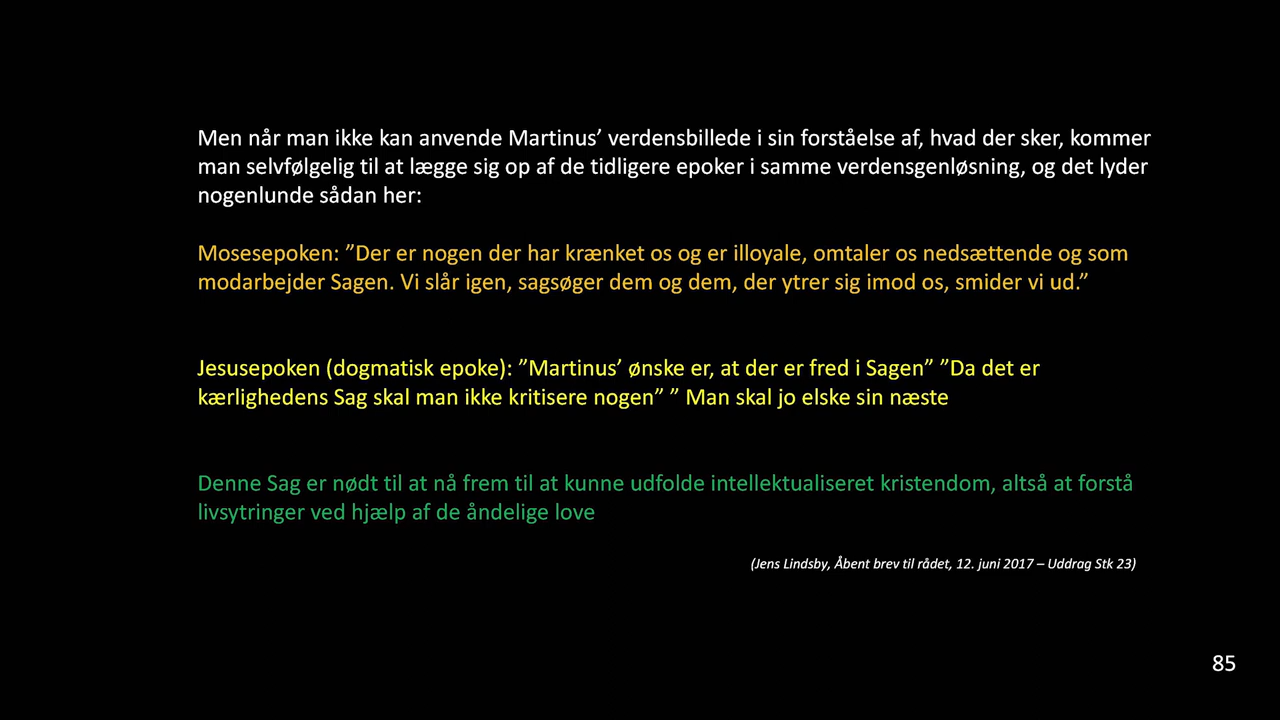 Men når man ikke kan anvende Martinus’ verdensbillede i sin forståelse af, hvad der sker, kommer
man selvfølgelig til at lægge sig op af de tidligere epoker i samme verdensgenløsning, og det lyder
nogenlunde sådan her:
Mosesepoken: ”Der er nogen der har krænket os og er illoyale, omtaler os nedsættende og som
modarbejder Sagen. Vi slår igen, sagsøger dem og dem, der ytrer sig imod os, smider vi ud.”
Jesusepoken (dogmatisk epoke): ”Martinus’ ønske er, at der er fred i Sagen” ”Da det er
kærlighedens Sag skal man ikke kritisere nogen” ” Man skal jo elske sin næste
Denne Sag er nødt til at nå frem til at kunne udfolde intellektualiseret kristendom, altså at forstå
livsytringer ved hjælp af de åndelige love
(Jens Lindsby, Åbent brev til rådet, 12. juni 2017 – Uddrag Stk 23)
85